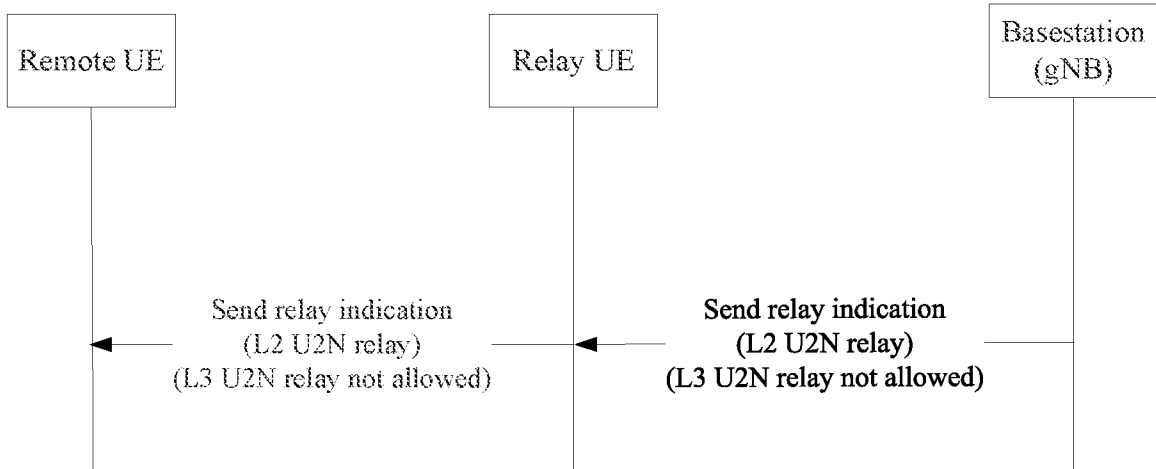 Remote UE
Relay UE
Basestation
(gNB)
Send relay indication
(L2 U2N relay)
(L3 U2N relay not allowed)
Send relay indication
(L2 U2N relay)
(L3 U2N relay not allowed)